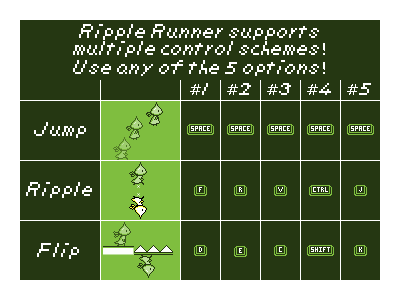 Ripple Runner supports
multiple control schemes!
Use any of the 5 options!
#1 #2 #3 #4 #5
Jump SPACE SPACE SPACE SPACE SPACE
Ripple F R V CTRL J
Flip D E C SHIFT K